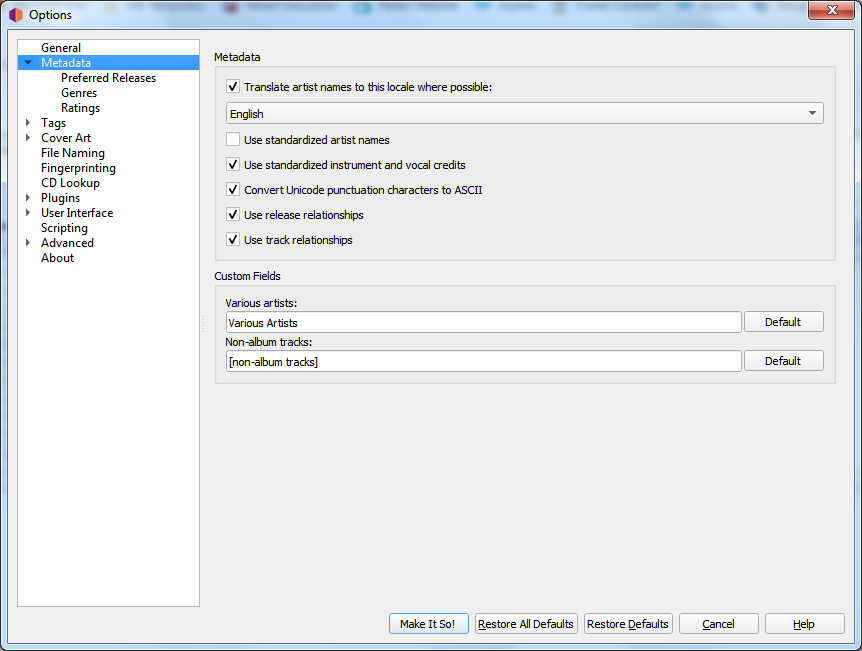 Options
General
Metadata
Preferred Releases
Genres
Ratings
Tags
Cover Art
File Naming
Fingerprinting
CD Lookup
Plugins
User Interface
Scripting
Advanced
About
Metadata
Translate artist names to this locale where possible:
English
Use standardized artist names
Use standardized instrument and vocal credits
Convert Unicode punctuation characters to ASCII
Use release relationships
Use track relationships
Custom Fields
Various artists:
Various Artists Default
Non-album tracks:
[non-album tracks] Default
Make It So! Restore All Defaults Restore Defaults Cancel Help